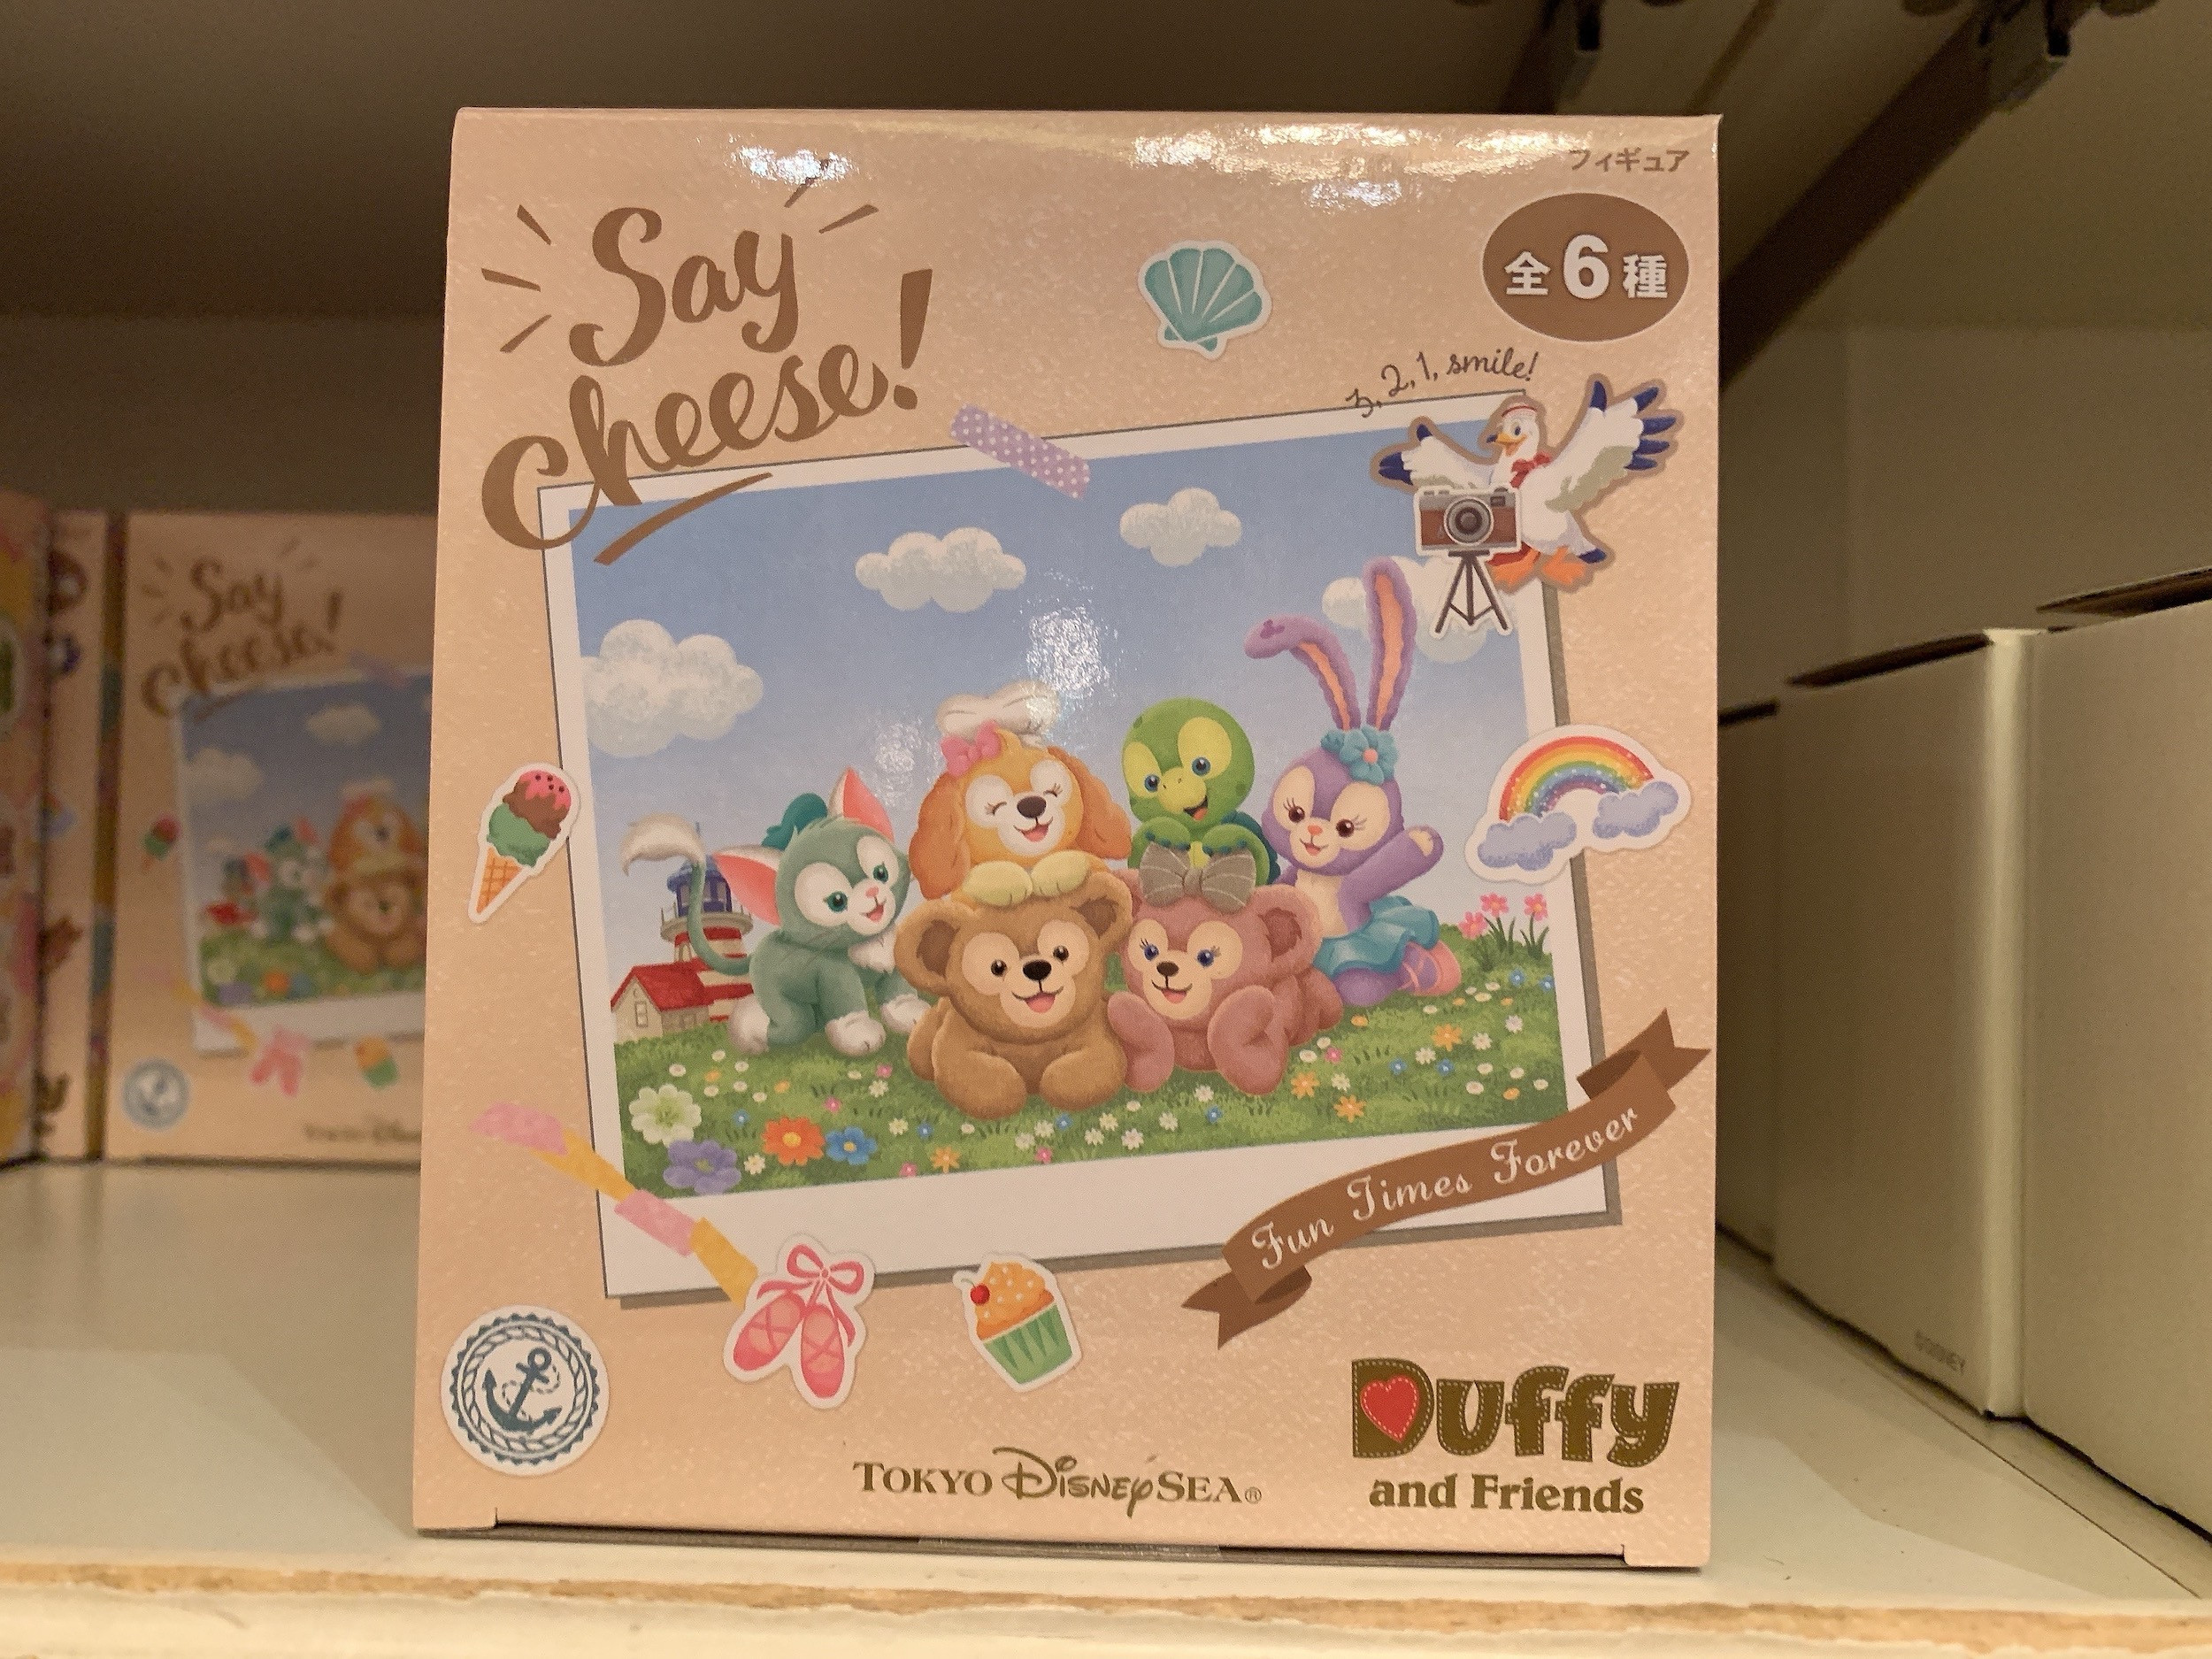 フィギュア
Say
cheese!
全6種
3, 2, 1, smile!
Fun Times Forever
TOKYO DISNEYSEA®
Duffy
and Friends
Say
cheese!
©DISNEY